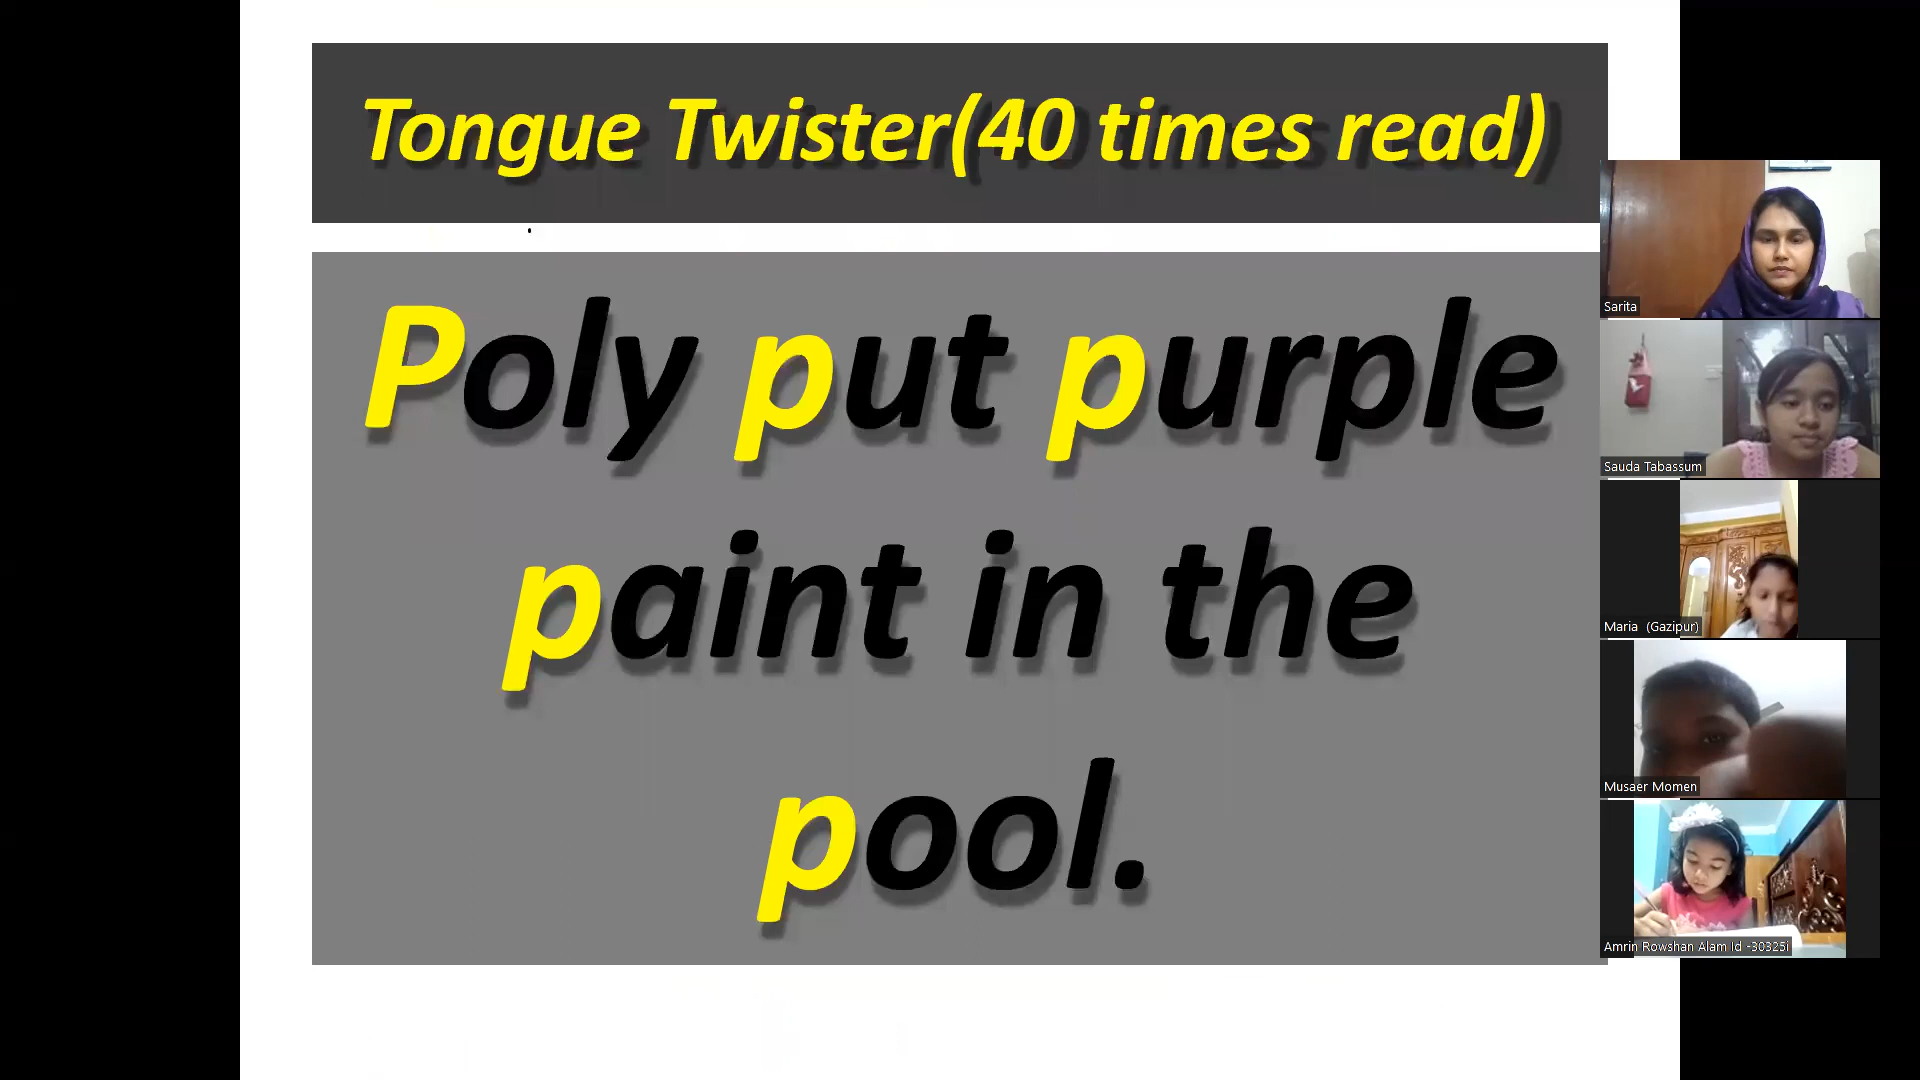 Tongue Twister(40 times read)
Poly put purple
paint in the
pool.
Sarita
Sauda Tabassum
Maria (Gazipur)
Musaer Momen
Amrin Rowshan Alam Id -30325i